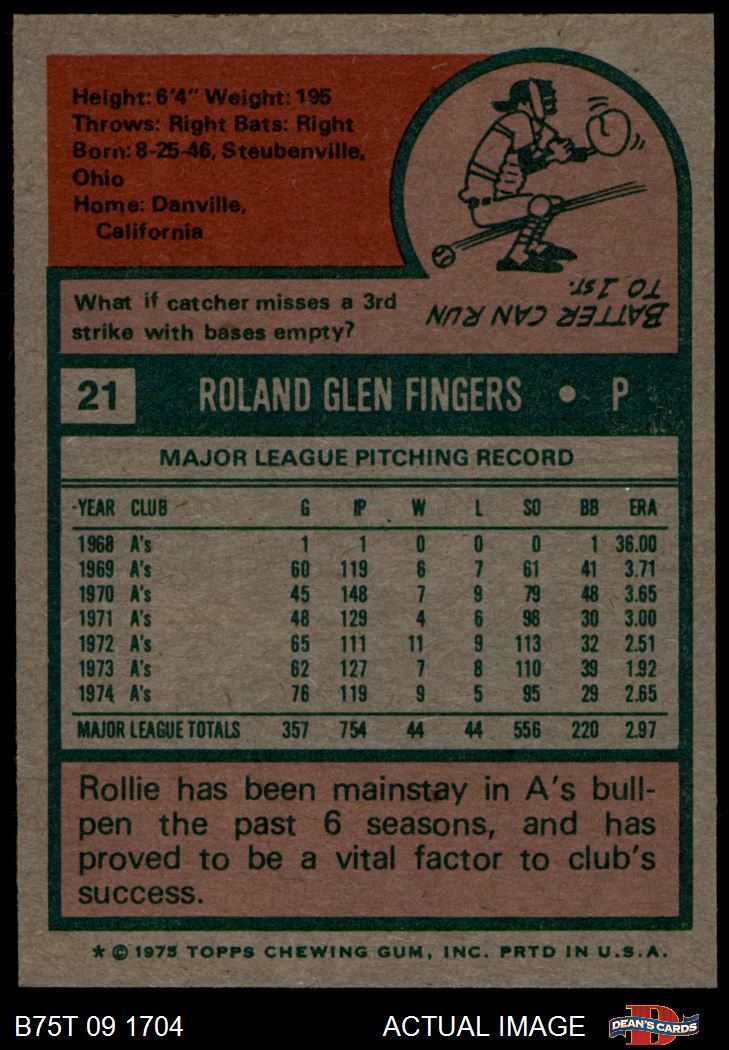 Height: 6'4" Weight: 195
Throws: Right Bats: Right
Born: 8-25-46, Steubenville,
Ohio
Home: Danville,
California
What if catcher misses a 3rd
strike with bases empty?
BATTER CAN RUN
TO 1ST.
21 ROLAND GLEN FINGERS • P
MAJOR LEAGUE PITCHING RECORD
YEAR CLUB G IP W L SO BB ERA
1968 A's 1 1 0 0 0 1 36.00
1969 A's 60 119 6 7 61 41 3.71
1970 A's 45 148 7 9 79 48 3.65
1971 A's 48 129 4 6 98 30 3.00
1972 A's 65 111 11 9 113 32 2.51
1973 A's 62 127 7 8 110 39 1.92
1974 A's 76 119 9 5 95 29 2.65
MAJOR LEAGUE TOTALS 357 754 44 44 556 220 2.97
Rollie has been mainstay in A's bull-
pen the past 6 seasons, and has
proved to be a vital factor to club's
success.
* © 1975 TOPPS CHEWING GUM, INC. PRTD IN U.S.A.
B75T 09 1704 ACTUAL IMAGE D DEAN'S CARDS